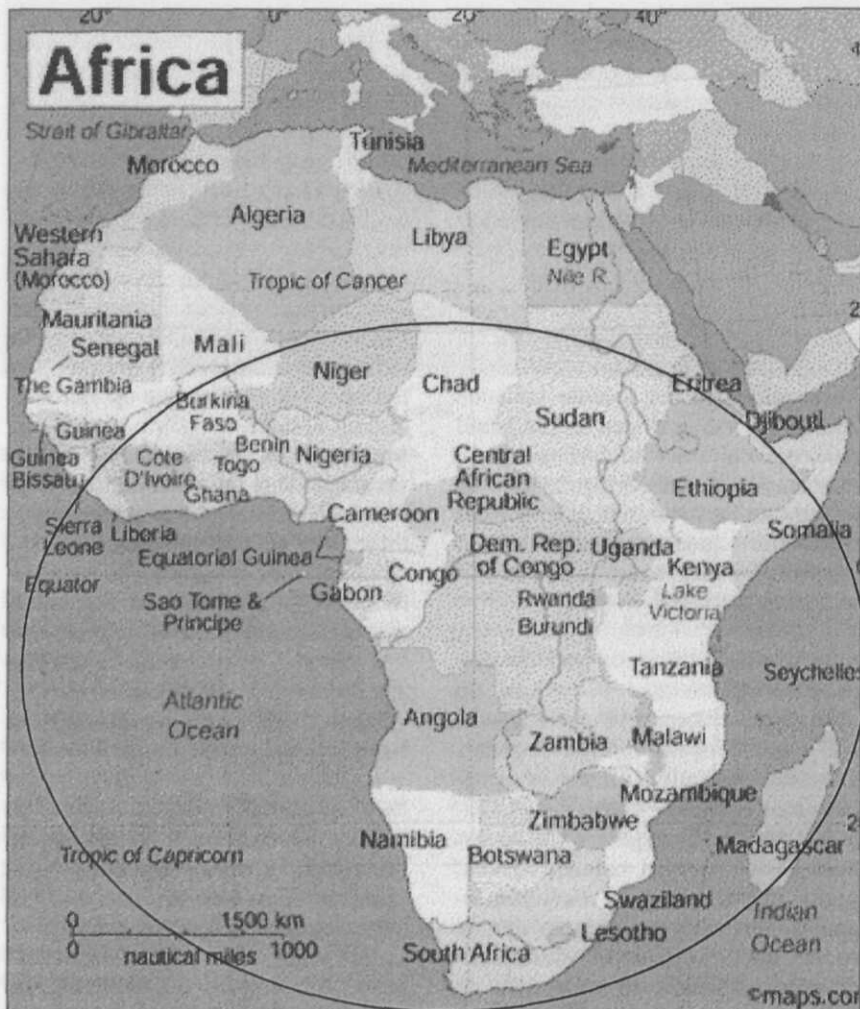 20°
0°
20°
40°
Africa
Strait of Gibraltar
Tunisia
Mediterranean Sea
Morocco
Algeria
Libya
Egypt
Nile R.
Western
Sahara
(Morocco)
Tropic of Cancer
Mauritania
Senegal
Mali
Niger
Chad
Eritrea
The Gambia
Burkina
Faso
Sudan
Djibouti
Guinea
Benin
Nigeria
Central
African
Republic
Guinea
Bissau
Cote
D'Ivoire
Togo
Ghana
Ethiopia
Cameroon
Sierra
Leone
Liberia
Somalia
Equatorial Guinea
Congo
Dem. Rep.
of Congo
Uganda
Kenya
Equator
Gabon
Lake
Victoria
Sao Tome &
Principe
Rwanda
Burundi
Tanzania
Seychelles
Atlantic
Ocean
Angola
Zambia
Malawi
Mozambique
Zimbabwe
Namibia
Madagascar
Tropic of Capricorn
Botswana
Swaziland
Indian
Ocean
0
1500 km
Lesotho
0
nautical miles
1000
South Africa
©maps.com